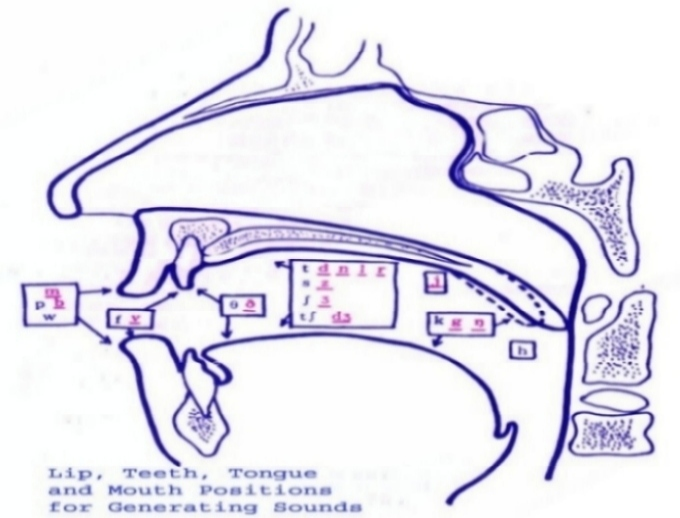 m
p b
w
f v
θ ð
t d n l r
s z
ʃ ʒ
tʃ dʒ
j
k g ŋ
h
Lip, Teeth, Tongue
and Mouth Positions
for Generating Sounds